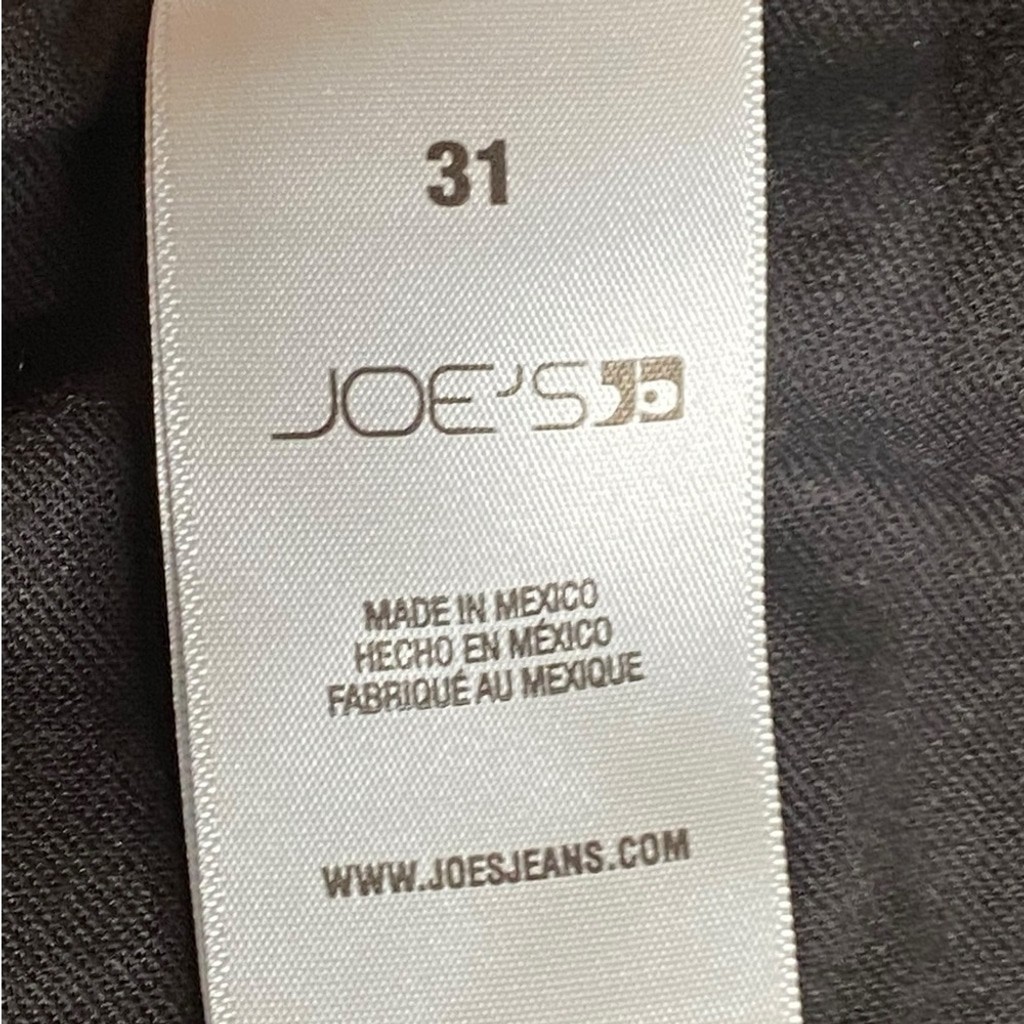 31
JOE'S
MADE IN MEXICO
HECHO EN MÉXICO
FABRIQUÉ AU MEXIQUE
WWW.JOESJEANS.COM